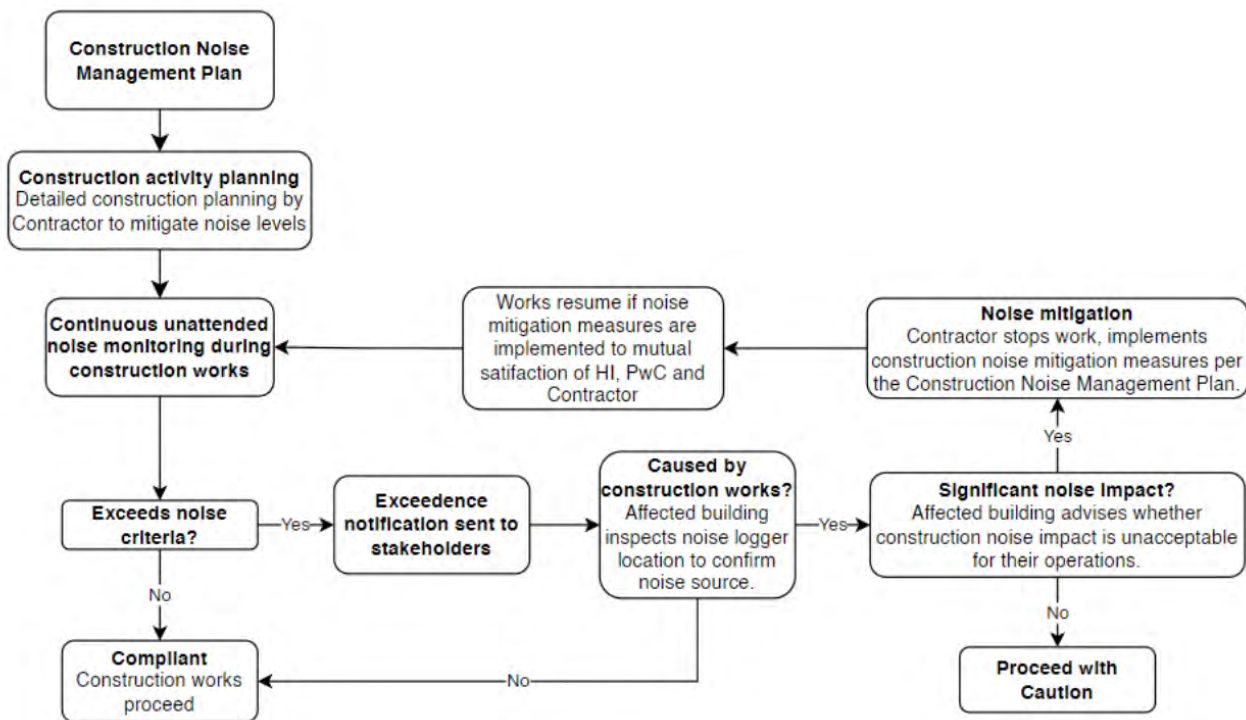 Construction Noise
Management Plan
Construction activity planning
Detailed construction planning by
Contractor to mitigate noise levels
Continuous unattended
noise monitoring during
construction works
Works resume if noise
mitigation measures are
implemented to mutual
satifaction of HI, PwC and
Contractor
Noise mitigation
Contractor stops work, implements
construction noise mitigation measures per
the Construction Noise Management Plan.
Yes
Exceeds noise
criteria?
Yes
Exceedence
notification sent to
stakeholders
Caused by
construction works?
Affected building
inspects noise logger
location to confirm
noise source.
Yes
Significant noise impact?
Affected building advises whether
construction noise impact is unacceptable
for their operations.
No
No
Compliant
Construction works
proceed
No
Proceed with
Caution